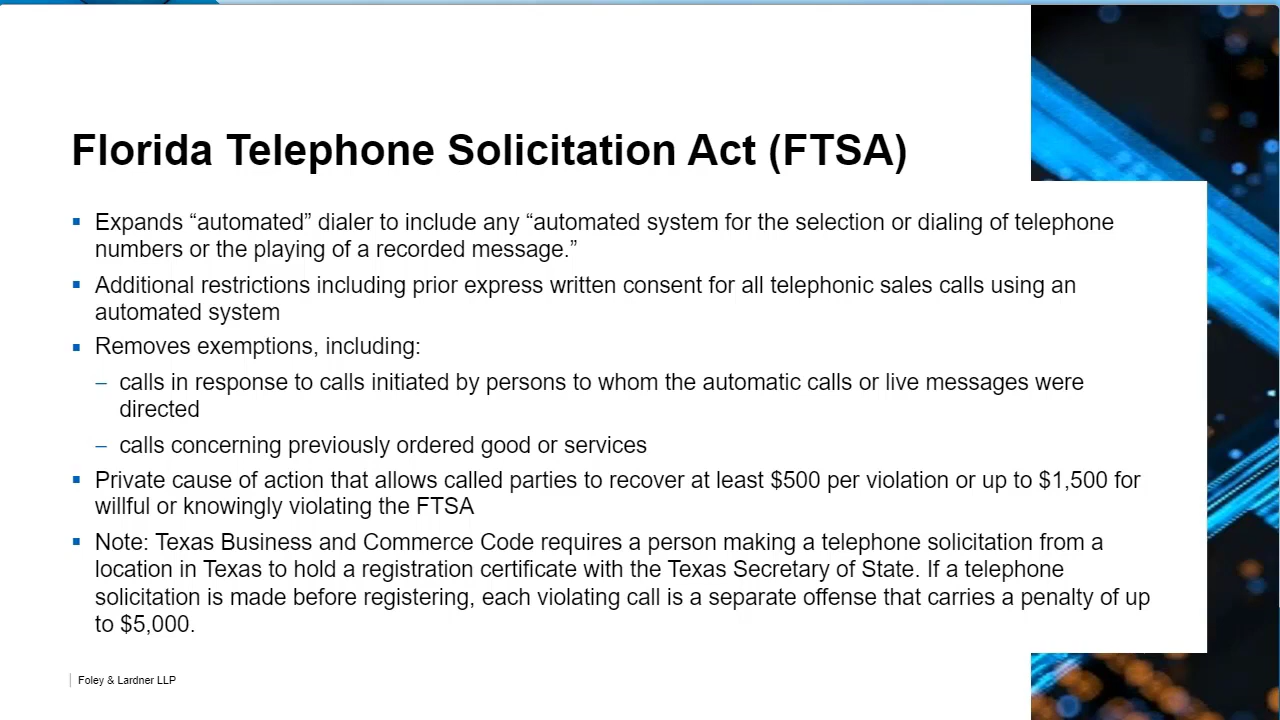 Florida Telephone Solicitation Act (FTSA)
▪ Expands “automated” dialer to include any “automated system for the selection or dialing of telephone
numbers or the playing of a recorded message.”
▪ Additional restrictions including prior express written consent for all telephonic sales calls using an
automated system
▪ Removes exemptions, including:
– calls in response to calls initiated by persons to whom the automatic calls or live messages were
directed
– calls concerning previously ordered good or services
▪ Private cause of action that allows called parties to recover at least $500 per violation or up to $1,500 for
willful or knowingly violating the FTSA
▪ Note: Texas Business and Commerce Code requires a person making a telephone solicitation from a
location in Texas to hold a registration certificate with the Texas Secretary of State. If a telephone
solicitation is made before registering, each violating call is a separate offense that carries a penalty of up
to $5,000.
Foley & Lardner LLP